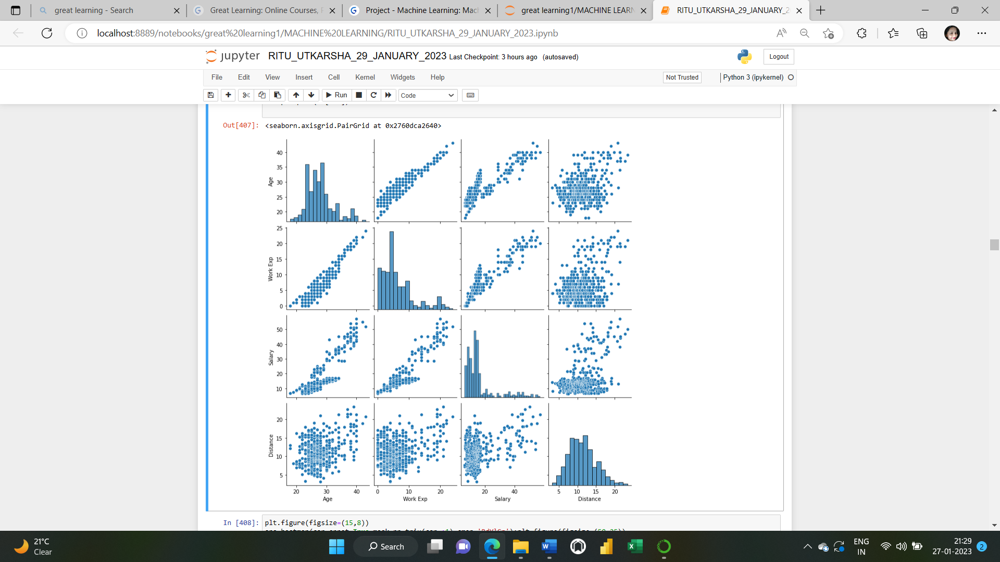 great learning - Search
Great Learning: Online Courses,
Project - Machine Learning: Mac
great learning1/MACHINE LEARN
RITU_UTKARSHA_29_JANUARY_2
localhost:8889/notebooks/great%20learning1/MACHINE%20LEARNING/RITU_UTKARSHA_29_JANUARY_2023.ipynb
jupyter RITU_UTKARSHA_29_JANUARY_2023 Last Checkpoint: 3 hours ago (autosaved)
Logout
File Edit View Insert Cell Kernel Widgets Help
Not Trusted
Python 3 (ipykernel)
Run
Code
Out[407]: <seaborn.axisgrid.PairGrid at 0x2760dca2640>
40
35
30
25
20
Age
25
20
15
10
5
0
Work Exp
50
40
30
20
10
Salary
20
15
10
5
Distance
20 30 40
0 10 20
20 40
5 10 15 20
Age
Work Exp
Salary
Distance
In [408]: plt.figure(figsize=(15,8))
21°C
Clear
Search
ENG
IN
21:29
27-01-2023
2